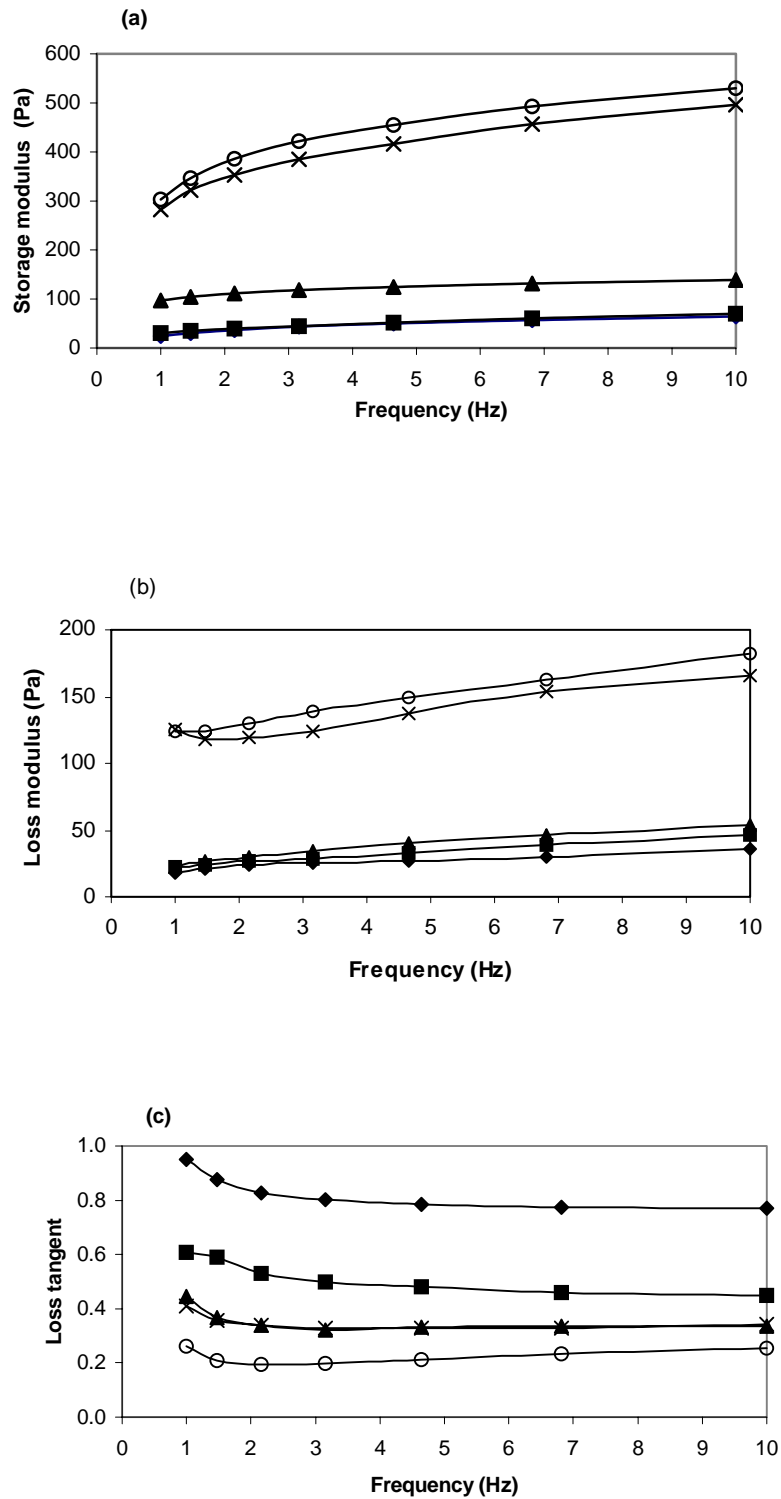 (a)
Storage modulus (Pa)
600
500
400
300
200
100
0
0 1 2 3 4 5 6 7 8 9 10
Frequency (Hz)
(b)
Loss modulus (Pa)
200
150
100
50
0
0 1 2 3 4 5 6 7 8 9 10
Frequency (Hz)
(c)
Loss tangent
1.0
0.8
0.6
0.4
0.2
0.0
0 1 2 3 4 5 6 7 8 9 10
Frequency (Hz)